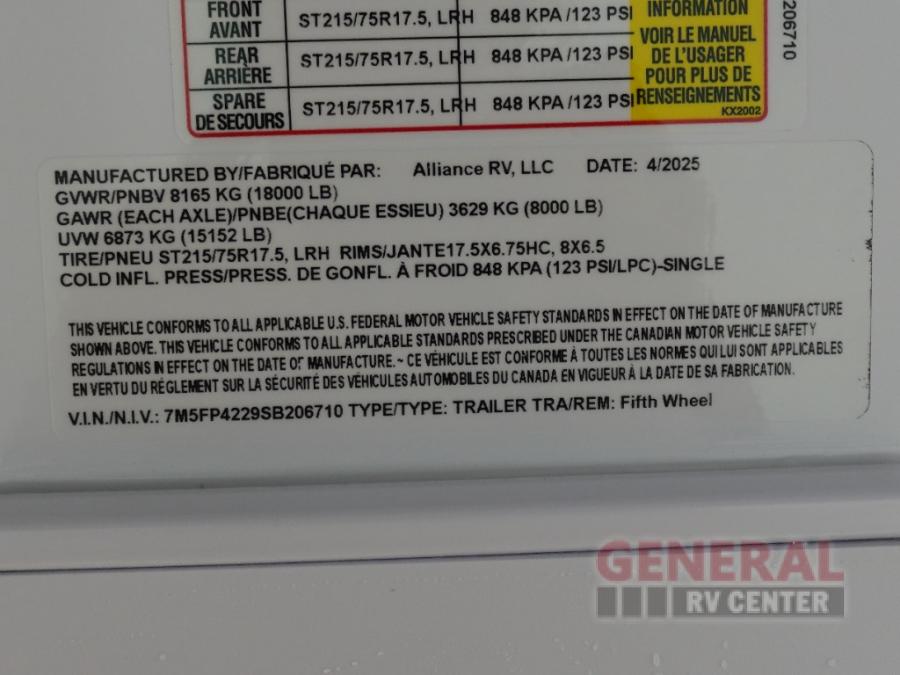 FRONT
AVANT
ST215/75R17.5, LRH 848 KPA /123 PSI
REAR
ARRIÈRE
ST215/75R17.5, LRH 848 KPA /123 PSI
SPARE
DE SECOURS
ST215/75R17.5, LRH 848 KPA /123 PSI
INFORMATION
VOIR LE MANUEL
DE L'USAGER
POUR PLUS DE
RENSEIGNEMENTS
KX2002
206710
MANUFACTURED BY/FABRIQUÉ PAR: Alliance RV, LLC DATE: 4/2025
GVWR/PNBV 8165 KG (18000 LB)
GAWR (EACH AXLE)/PNBE(CHAQUE ESSIEU) 3629 KG (8000 LB)
UVW 6873 KG (15152 LB)
TIRE/PNEU ST215/75R17.5, LRH RIMS/JANTE17.5X6.75HC, 8X6.5
COLD INFL. PRESS/PRESS. DE GONFL. À FROID 848 KPA (123 PSI/LPC)-SINGLE
THIS VEHICLE CONFORMS TO ALL APPLICABLE U.S. FEDERAL MOTOR VEHICLE SAFETY STANDARDS IN EFFECT ON THE DATE OF MANUFACTURE
SHOWN ABOVE. THIS VEHICLE CONFORMS TO ALL APPLICABLE STANDARDS PRESCRIBED UNDER THE CANADIAN MOTOR VEHICLE SAFETY
REGULATIONS IN EFFECT ON THE DATE OF MANUFACTURE. ~ CE VÉHICULE EST CONFORME À TOUTES LES NORMES QUI LUI SONT APPLICABLES
EN VERTU DU RÉGLEMENT SUR LA SÉCURITÉ DES VÉHICULES AUTOMOBILES DU CANADA EN VIGUEUR À LA DATE DE SA FABRICATION.
V.I.N./N.I.V.: 7M5FP4229SB206710 TYPE/TYPE: TRAILER TRA/REM: Fifth Wheel
GENERAL
RV CENTER